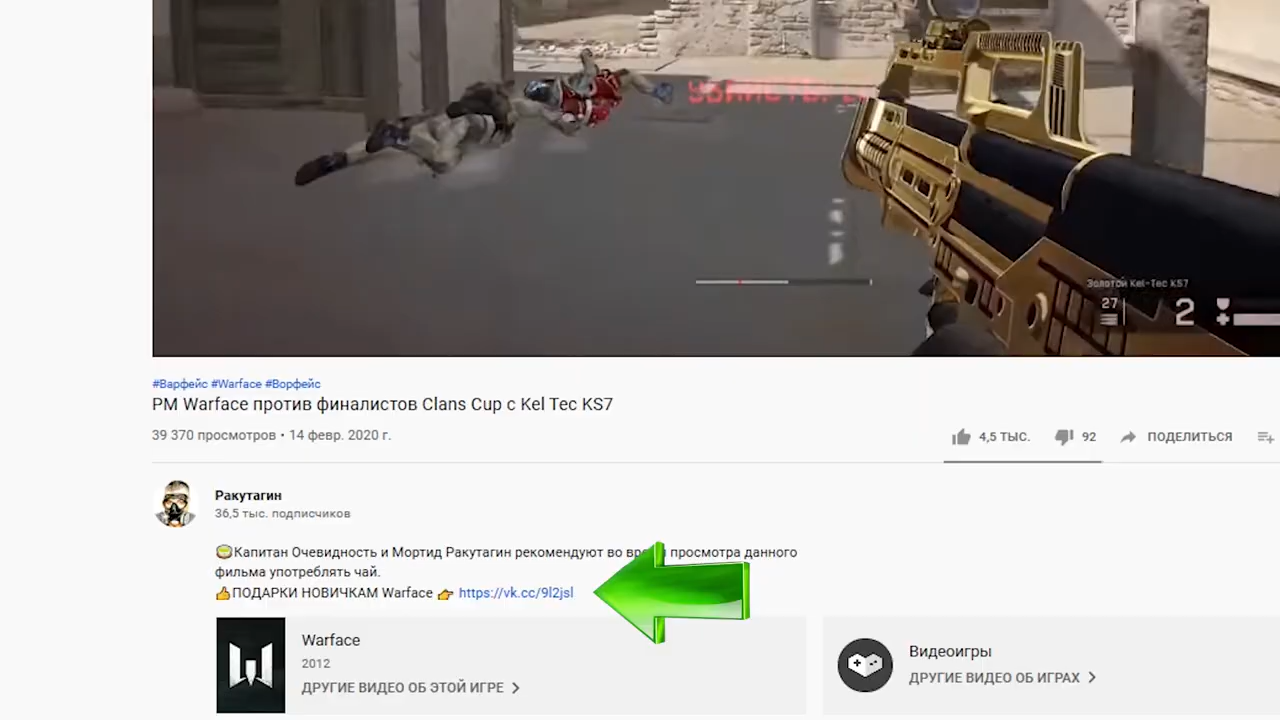 Золотой Kel-Tec KS7
27
2
#Варфейс #Warface #Ворфейс
РМ Warface против финалистов Clans Cup с Kel Tec KS7
39 370 просмотров • 14 февр. 2020 г.
4,5 ТЫС.
92
ПОДЕЛИТЬСЯ
Ракутагин
36,5 тыс. подписчиков
Капитан Очевидность и Мортид Ракутагин рекомендуют во просмотра данного
фильма употреблять чай.
ПОДАРКИ НОВИЧКАМ Warface https://vk.cc/9l2jsl
Warface
2012
ДРУГИЕ ВИДЕО ОБ ЭТОЙ ИГРЕ
Видеоигры
ДРУГИЕ ВИДЕО ОБ ИГРАХ